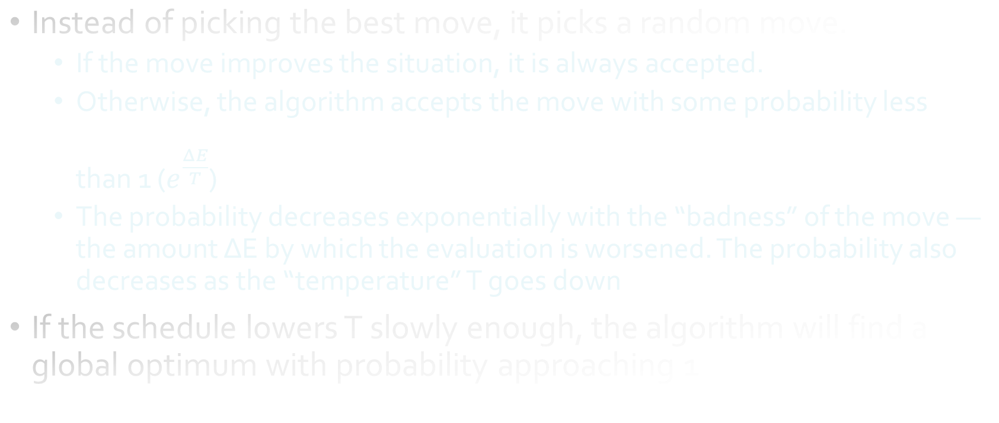 • Instead of picking the best move, it picks a random move.
• If the move improves the situation, it is always accepted.
• Otherwise, the algorithm accepts the move with some probability less
than 1 (e^(ΔE/T))
• The probability decreases exponentially with the “badness” of the move —
the amount ΔE by which the evaluation is worsened. The probability also
decreases as the “temperature” T goes down
• If the schedule lowers T slowly enough, the algorithm will find a
global optimum with probability approaching 1